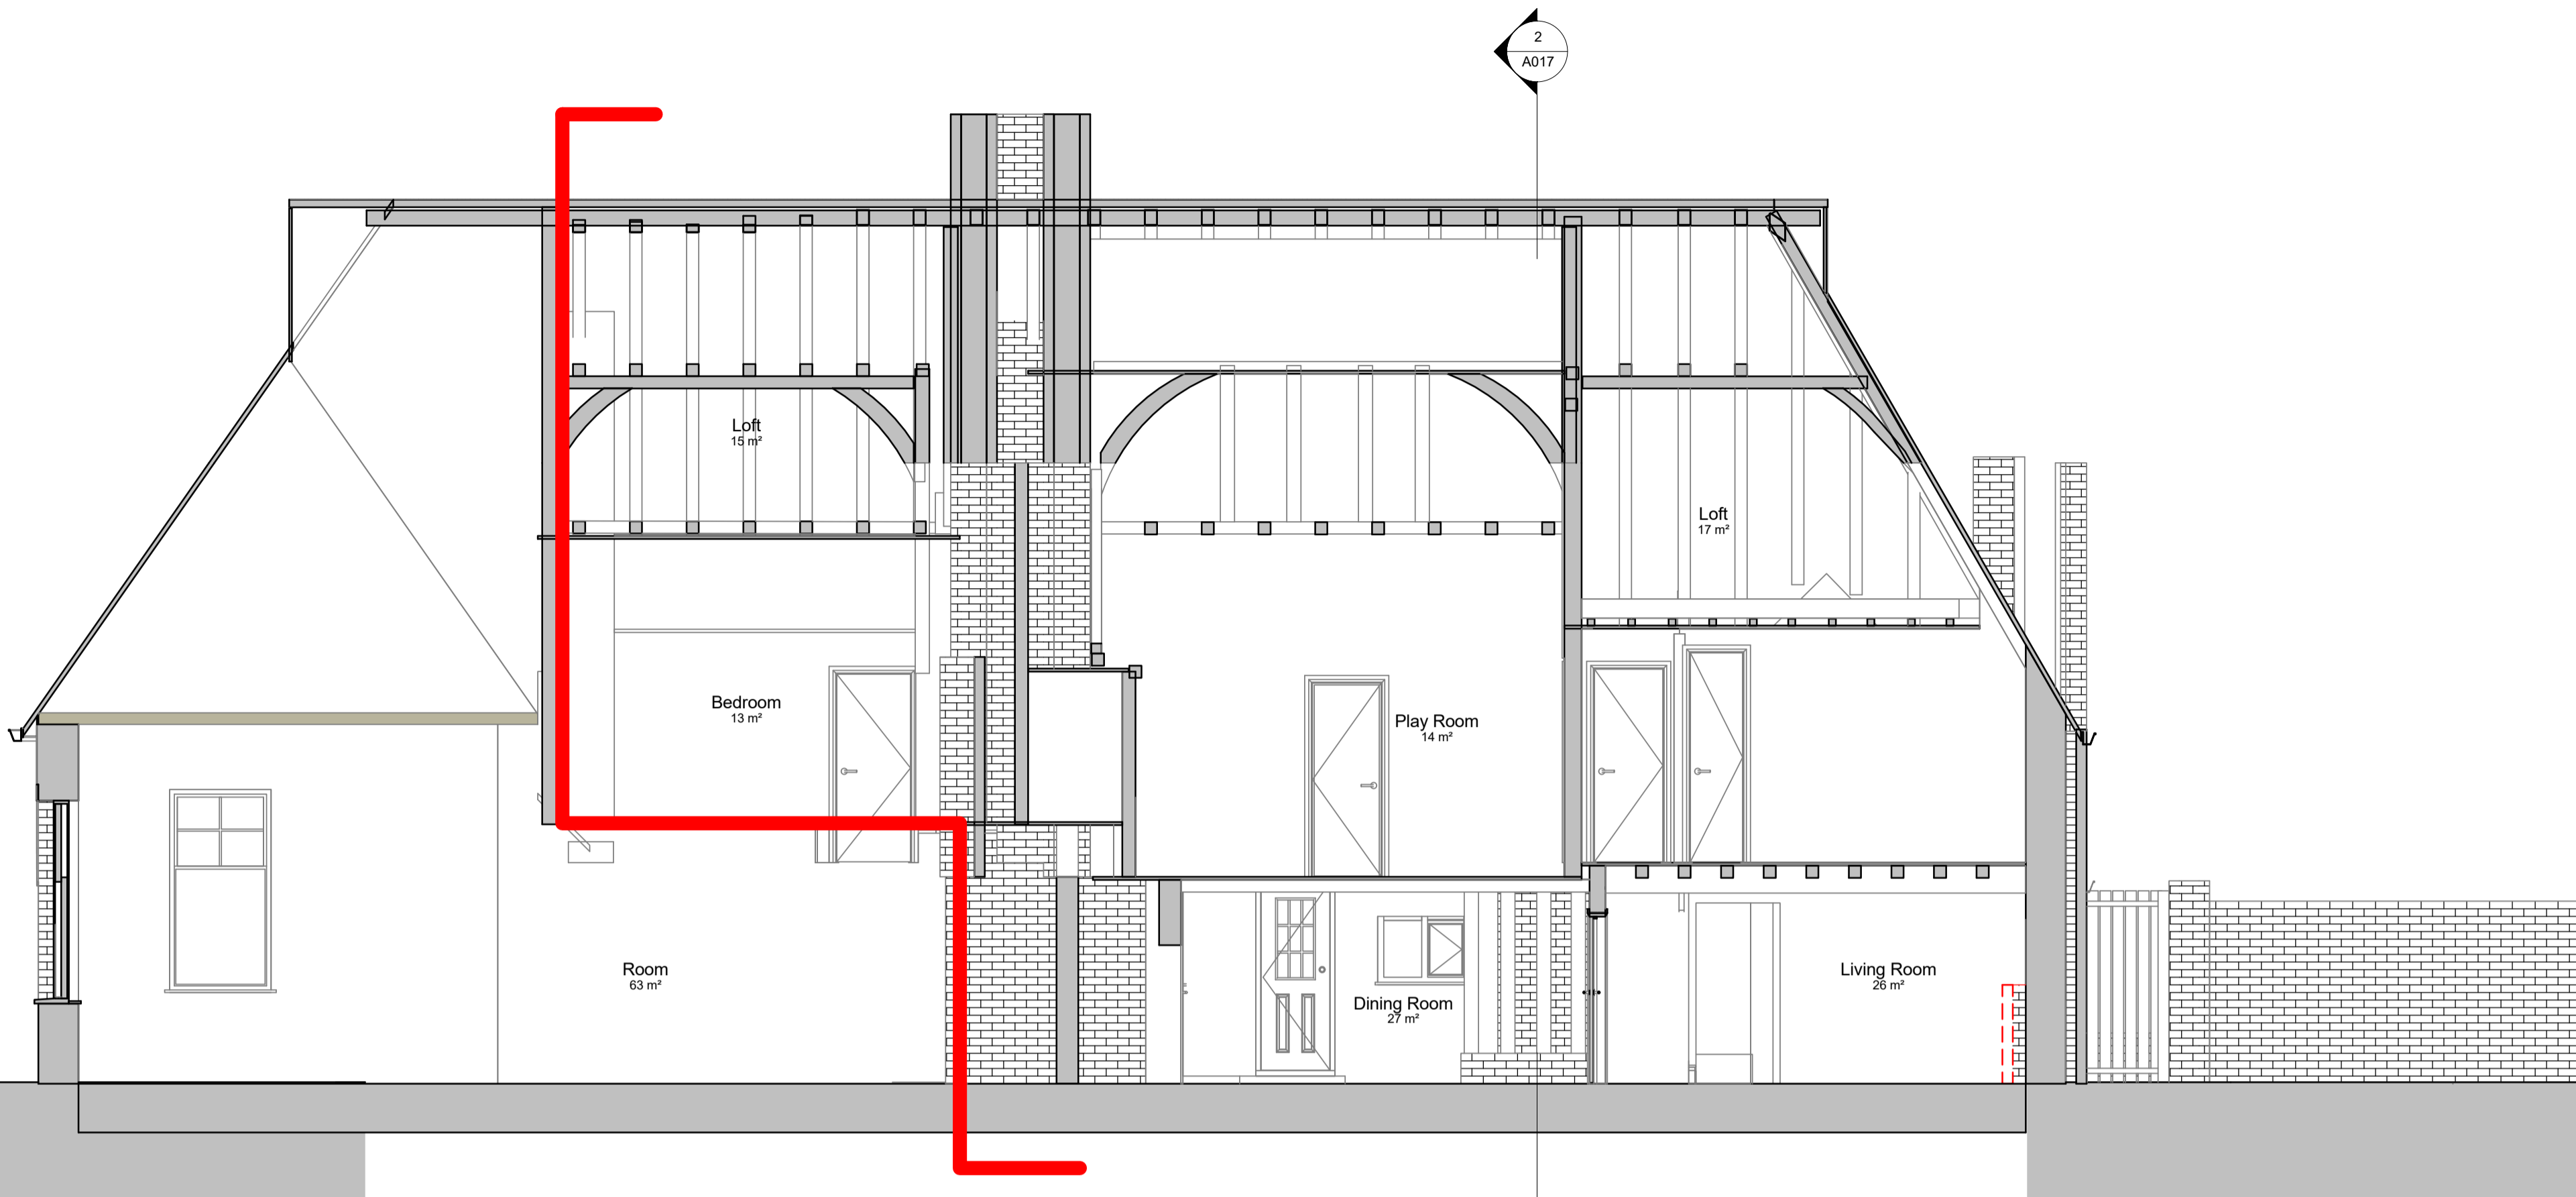 2
A017
Loft
15 m²
Loft
17 m²
Bedroom
13 m²
Play Room
14 m²
Room
63 m²
Dining Room
27 m²
Living Room
26 m²